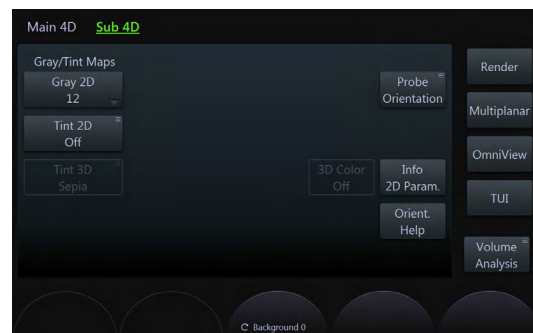 Main 4D
Sub 4D
Gray/Tint Maps
Gray 2D
12
Tint 2D
Off
Tint 3D
Sepia
3D Color
Off
Probe
Orientation
Info
2D Param.
Orient.
Help
Render
Multiplanar
OmniView
TUI
Volume
Analysis
Background 0